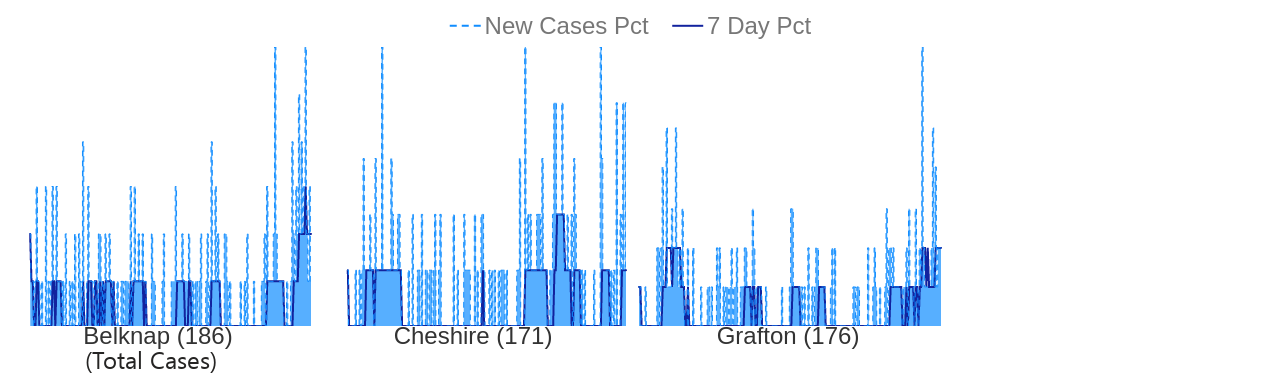 New Cases Pct 7 Day Pct
Belknap (186) Cheshire (171) Grafton (176)
(Total Cases)